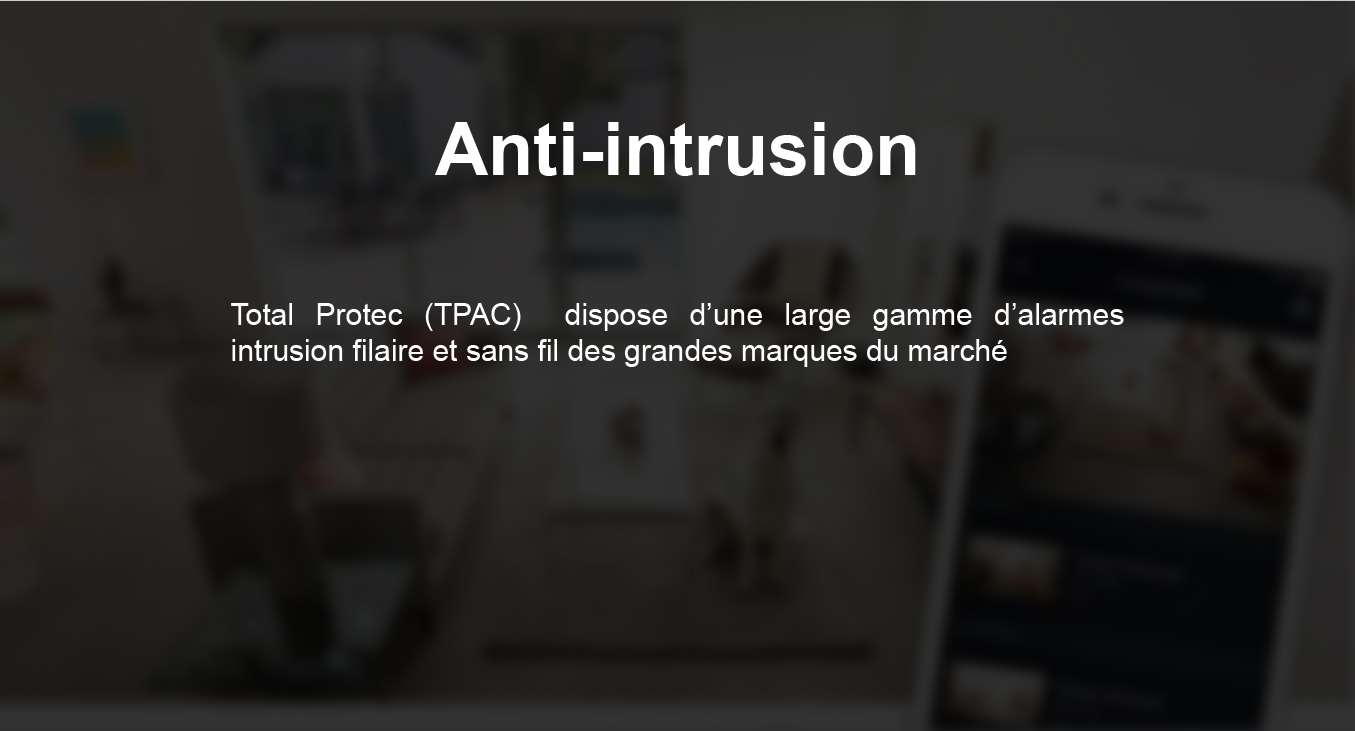 Anti-intrusion
Total Protec (TPAC) dispose d’une large gamme d’alarmes
intrusion filaire et sans fil des grandes marques du marché